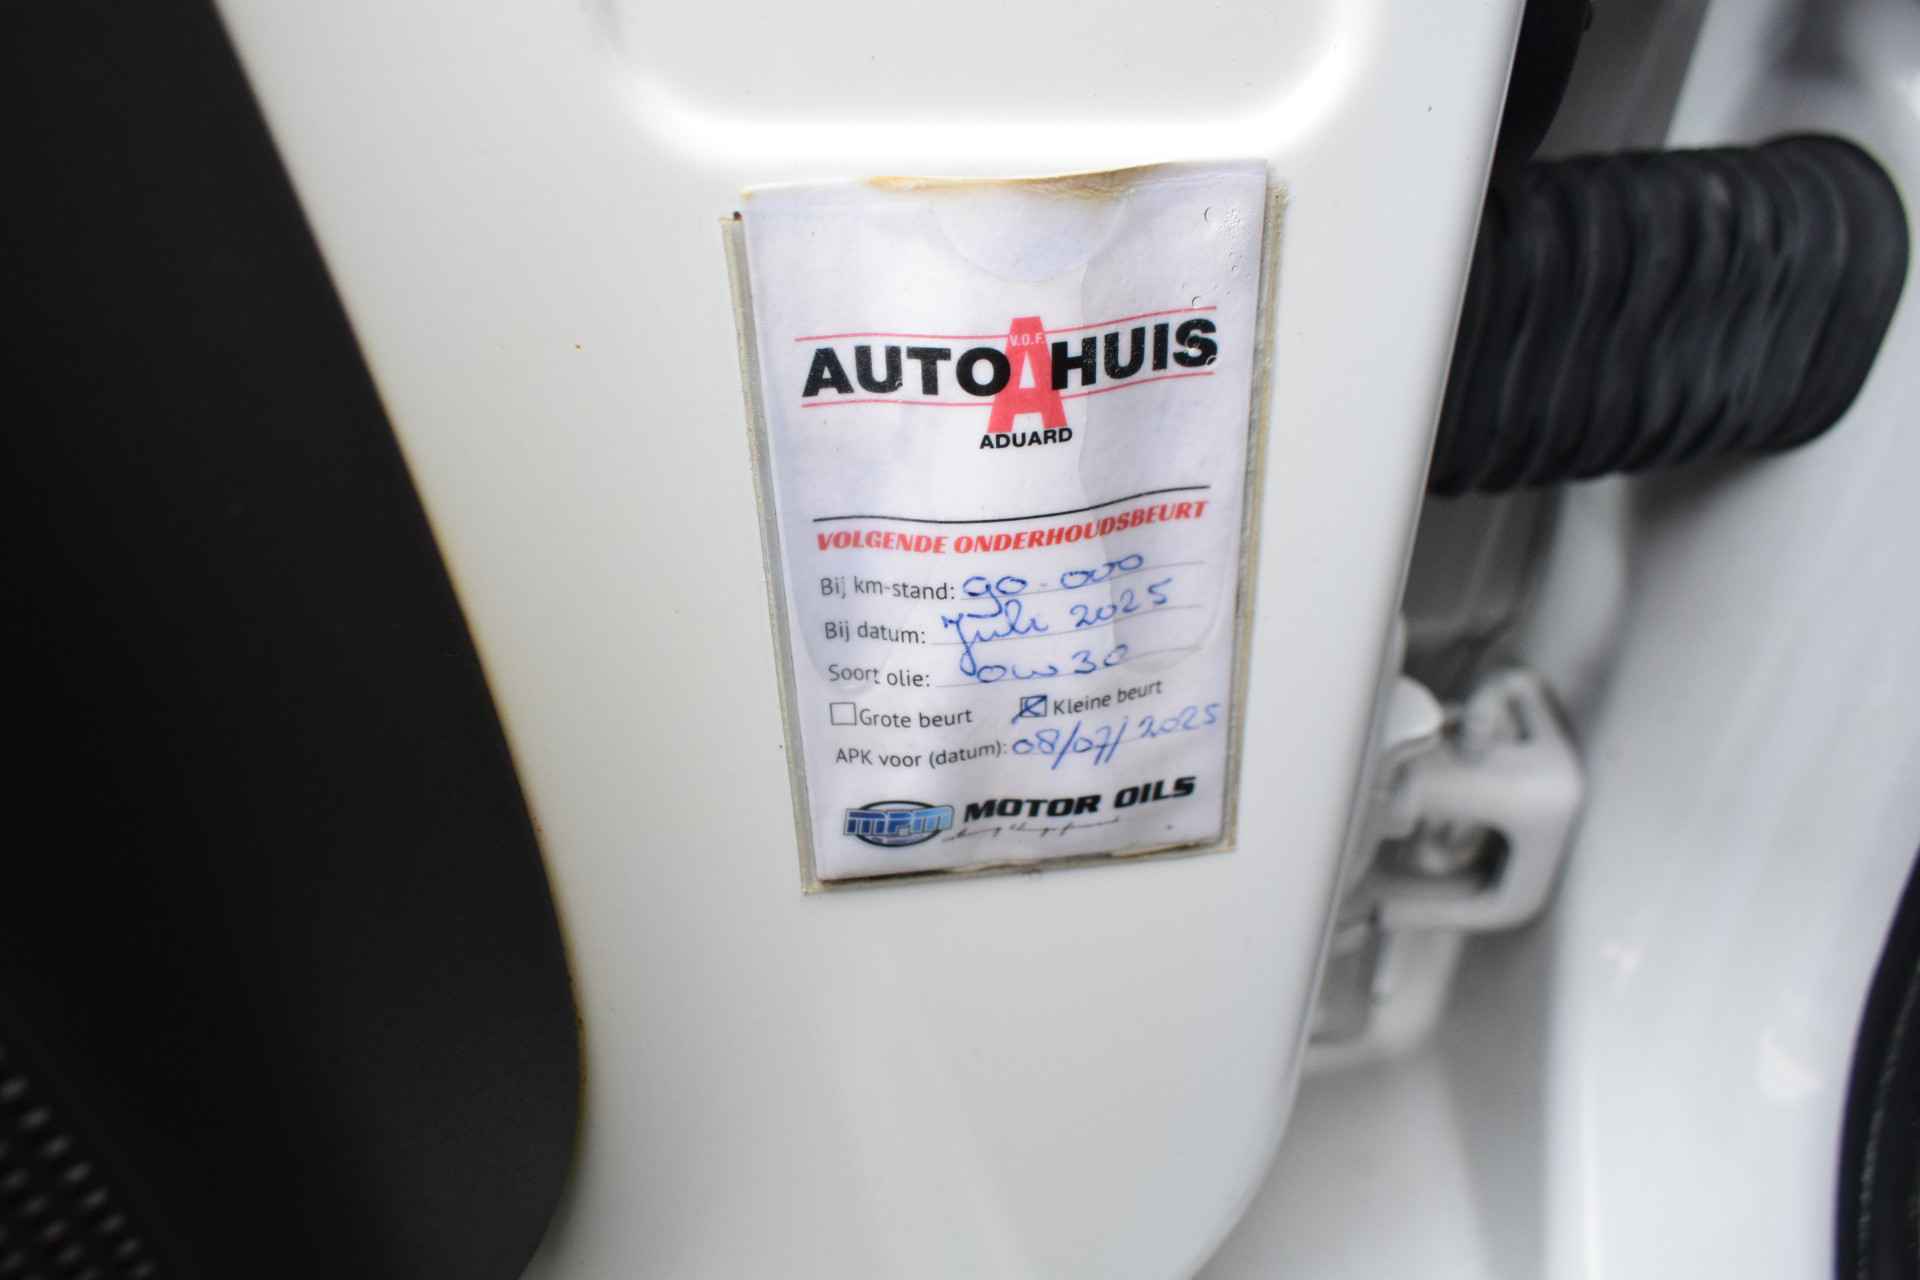 V.O.F.
AUTO A HUIS
ADUARD
VOLGENDE ONDERHOUDSBEURT
Bij km-stand: 90.000
Bij datum: Juli 2025
Soort olie: 0W30
Grote beurt Kleine beurt
APK voor (datum): 08/07/2025
MPM MOTOR OILS